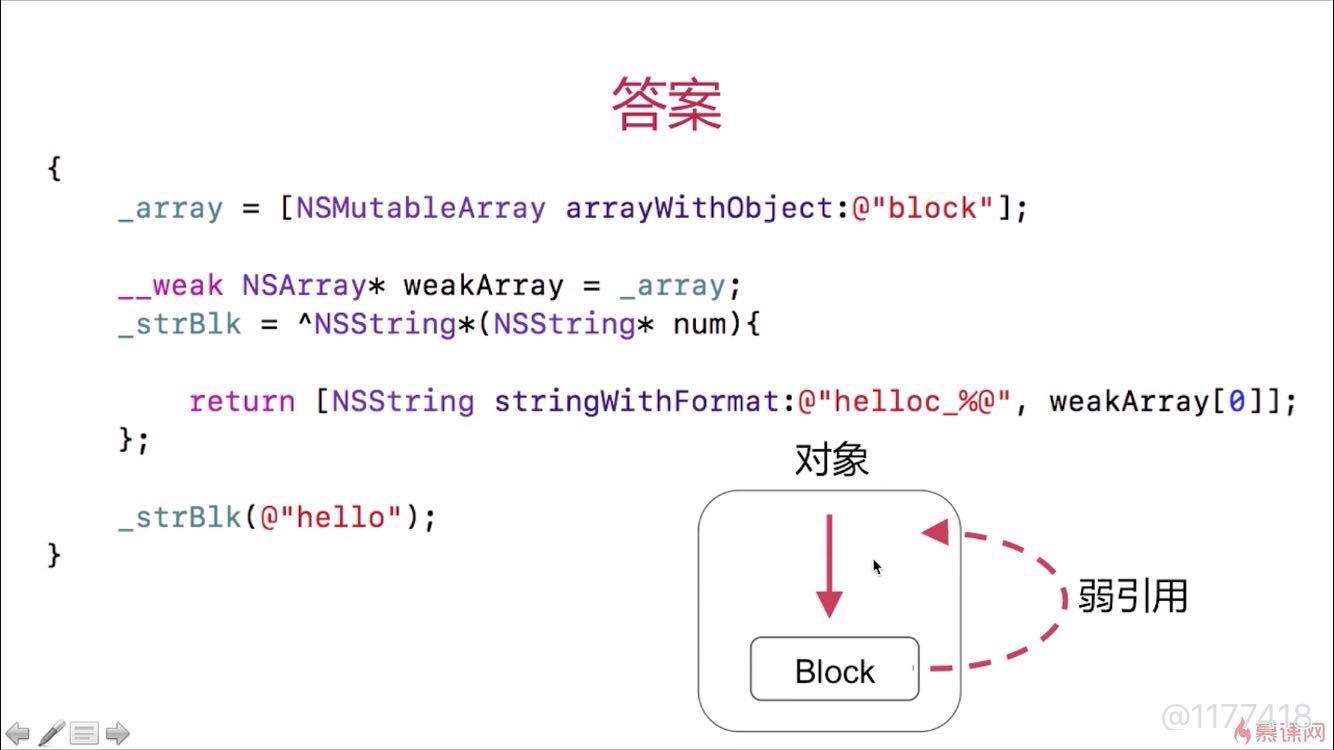 答案
{
_array = [NSMutableArray arrayWithObject:@"block"];
__weak NSArray* weakArray = _array;
_strBlk = ^NSString*(NSString* num){
return [NSString stringWithFormat:@"helloc_%@", weakArray[0]];
};
_strBlk(@"hello");
}
对象
Block
弱引用
@1177418
慕课网